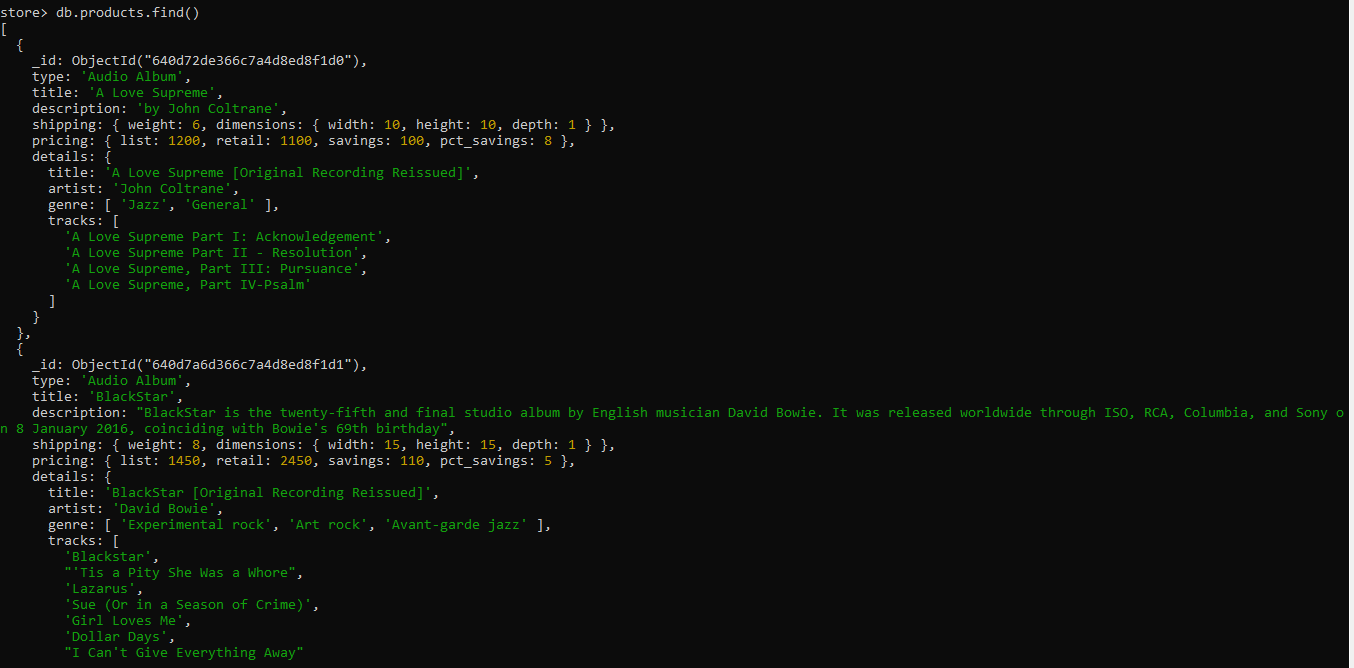 store> db.products.find()
[
  {
    _id: ObjectId("640d72de366c7a4d8ed8f1d0"),
    type: 'Audio Album',
    title: 'A Love Supreme',
    description: 'by John Coltrane',
    shipping: { weight: 6, dimensions: { width: 10, height: 10, depth: 1 } },
    pricing: { list: 1200, retail: 1100, savings: 100, pct_savings: 8 },
    details: {
      title: 'A Love Supreme [Original Recording Reissued]',
      artist: 'John Coltrane',
      genre: [ 'Jazz', 'General' ],
      tracks: [
        'A Love Supreme Part I: Acknowledgement',
        'A Love Supreme Part II - Resolution',
        'A Love Supreme, Part III: Pursuance',
        'A Love Supreme, Part IV-Psalm'
      ]
    }
  },
  {
    _id: ObjectId("640d7a6d366c7a4d8ed8f1d1"),
    type: 'Audio Album',
    title: 'BlackStar',
    description: "BlackStar is the twenty-fifth and final studio album by English musician David Bowie. It was released worldwide through ISO, RCA, Columbia, and Sony o
n 8 January 2016, coinciding with Bowie's 69th birthday",
    shipping: { weight: 8, dimensions: { width: 15, height: 15, depth: 1 } },
    pricing: { list: 1450, retail: 2450, savings: 110, pct_savings: 5 },
    details: {
      title: 'BlackStar [Original Recording Reissued]',
      artist: 'David Bowie',
      genre: [ 'Experimental rock', 'Art rock', 'Avant-garde jazz' ],
      tracks: [
        'Blackstar',
        "'Tis a Pity She Was a Whore",
        'Lazarus',
        'Sue (Or in a Season of Crime)',
        'Girl Loves Me',
        'Dollar Days',
        "I Can't Give Everything Away"